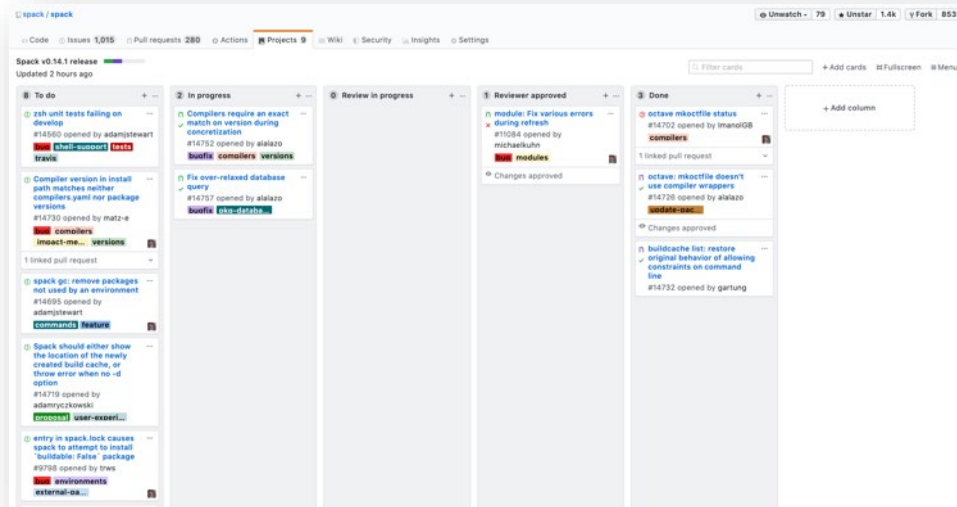 spack / spack
Unwatch 79
Unstar 1.4k
Fork 853
Code
Issues 1,015
Pull requests 280
Actions
Projects 9
Wiki
Security
Insights
Settings
Spack v0.14.1 release
Updated 2 hours ago
Filter cards
+ Add cards
Fullscreen
Menu
8 To do
zsh unit tests failing on
develop
#14560 opened by adamjstewart
bug shell-support tests
travis
Compiler version in install
path matches neither
compilers.yaml nor package
versions
#14730 opened by matz-e
bug compilers
impact-me... versions
1 linked pull request
spack gc: remove packages
not used by an environment
#14695 opened by
adamjstewart
commands feature
Spack should either show
the location of the newly
created build cache, or
throw error when no -d
option
#14719 opened by
adamryczkowski
proposal user-experi...
entry in spack.lock causes
spack to attempt to install
`buildable: False` package
#9798 opened by trws
bug environments
external-pa...
2 In progress
Compilers require an exact
match on version during
concretization
#14752 opened by alalazo
bugfix compilers versions
Fix over-relaxed database
query
#14757 opened by alalazo
bugfix pkg-databa...
0 Review in progress
1 Reviewer approved
module: Fix various errors
during refresh
#11084 opened by
michaelkuhn
bug modules
Changes approved
3 Done
octave mkoctfile status
#14702 opened by ImanolGB
compilers
1 linked pull request
octave: mkoctfile doesn't
use compiler wrappers
#14726 opened by alalazo
update-pac...
Changes approved
buildcache list: restore
original behavior of allowing
constraints on command
line
#14732 opened by gartung
+ Add column